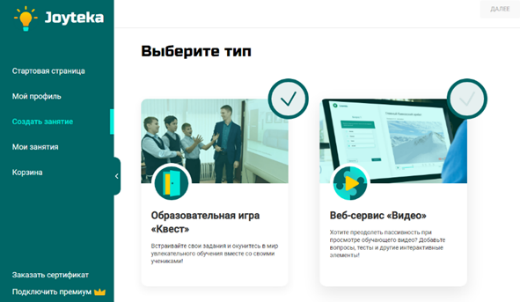 Joyteka
ДАЛЕЕ
Выберите тип
Стартовая страница
Мой профиль
Создать занятие
Мои занятия
Корзина
Заказать сертификат
Подключить премиум
Образовательная игра
«Квест»
Встраивайте свои задания и окунитесь в мир
увлекательного обучения вместе со своими
учениками!
Веб-сервис «Видео»
Хотите преодолеть пассивность при
просмотре обучающего видео? Добавьте
вопросы, тесты и другие интерактивные
элементы!